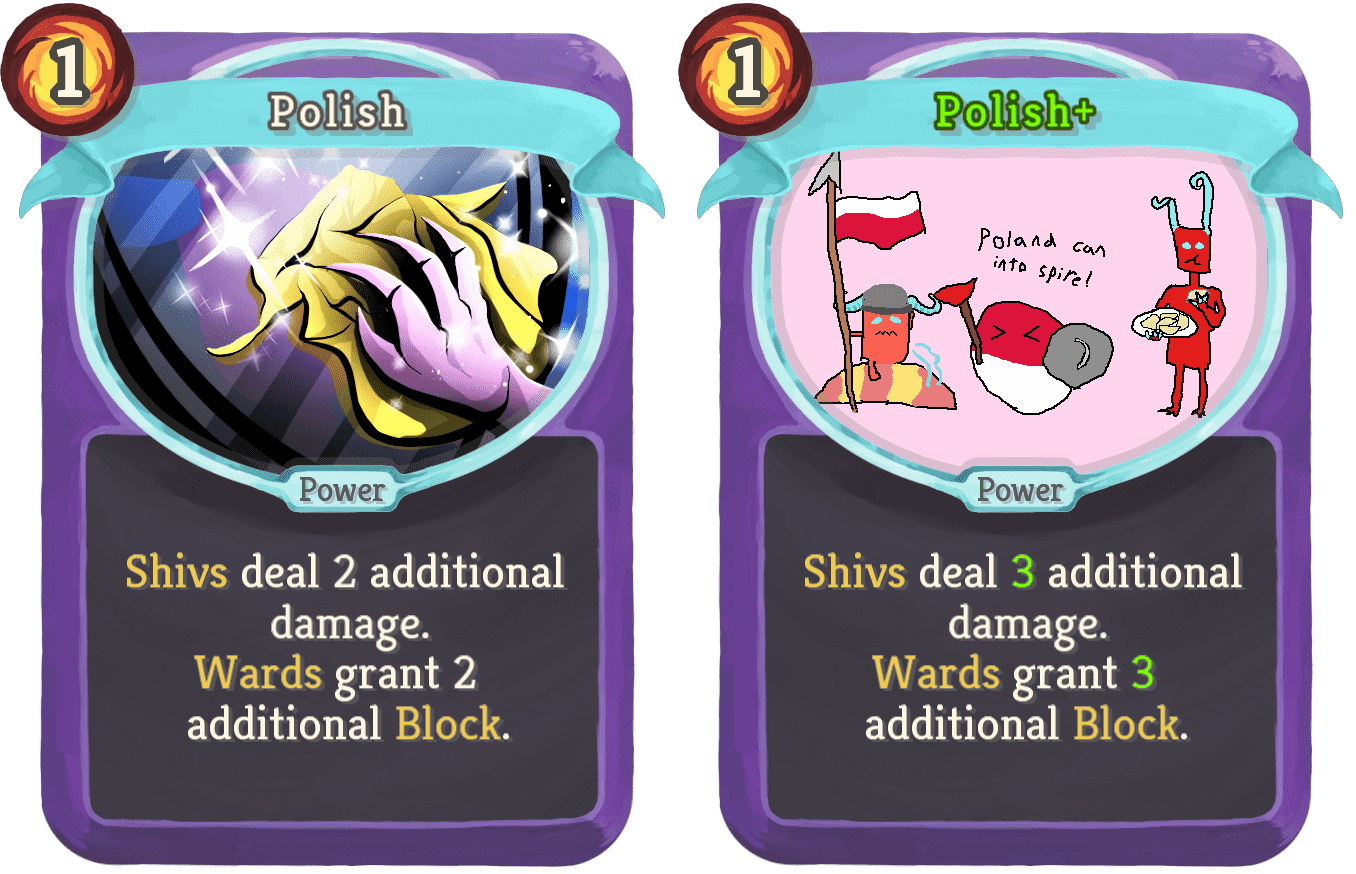 1
Polish
Power
Shivs deal 2 additional
damage.
Wards grant 2
additional Block.
1
Polish+
Poland can
into spire!
Power
Shivs deal 3 additional
damage.
Wards grant 3
additional Block.